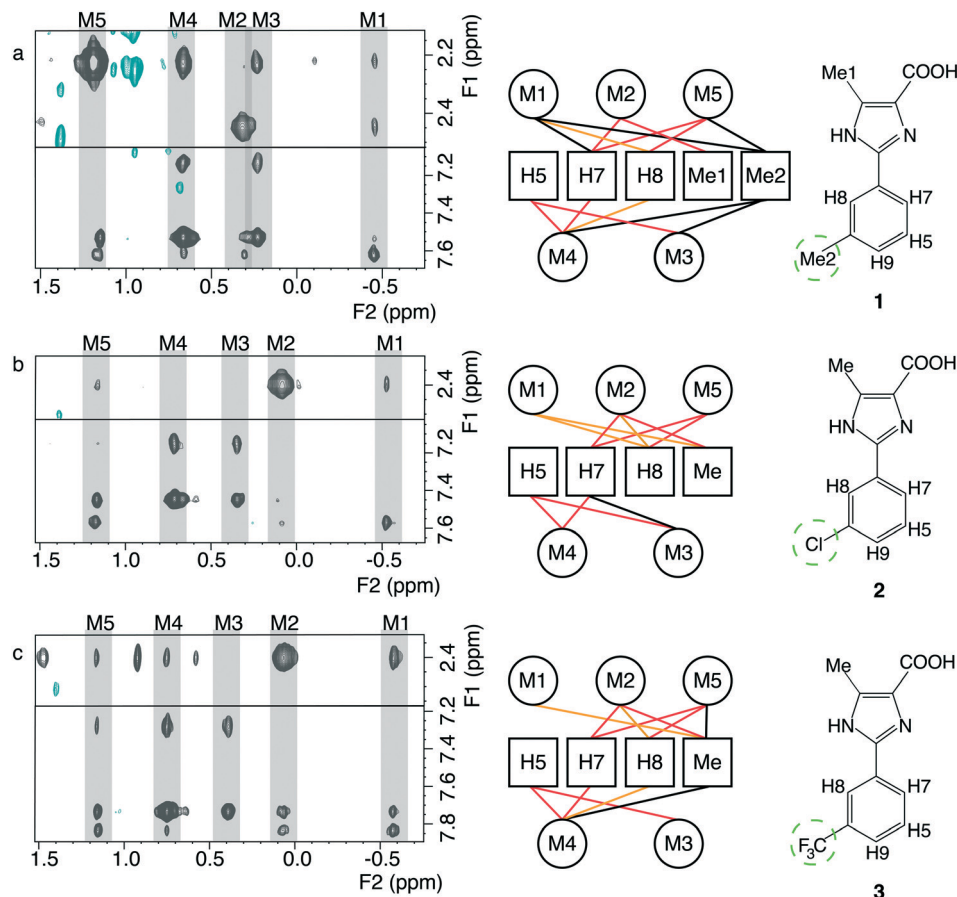 a
M5 M4 M2 M3 M1
2.2
2.4
7.2
7.4
7.6
F1 (ppm)
1.5 1.0 0.5 0.0 -0.5
F2 (ppm)
M1 M2 M5
H5 H7 H8 Me1 Me2
M4 M3
Me1
COOH
NH N
H8 H7
H5
Me2 H9
1
b
M5 M4 M3 M2 M1
2.4
7.2
7.4
7.6
F1 (ppm)
1.5 1.0 0.5 0.0 -0.5
F2 (ppm)
M1 M2 M5
H5 H7 H8 Me
M4 M3
Me
COOH
NH N
H8 H7
H5
Cl H9
2
c
M5 M4 M3 M2 M1
2.4
7.2
7.4
7.6
7.8
F1 (ppm)
1.5 1.0 0.5 0.0 -0.5
F2 (ppm)
M1 M2 M5
H5 H7 H8 Me
M4 M3
Me
COOH
NH N
H8 H7
H5
F₃C H9
3